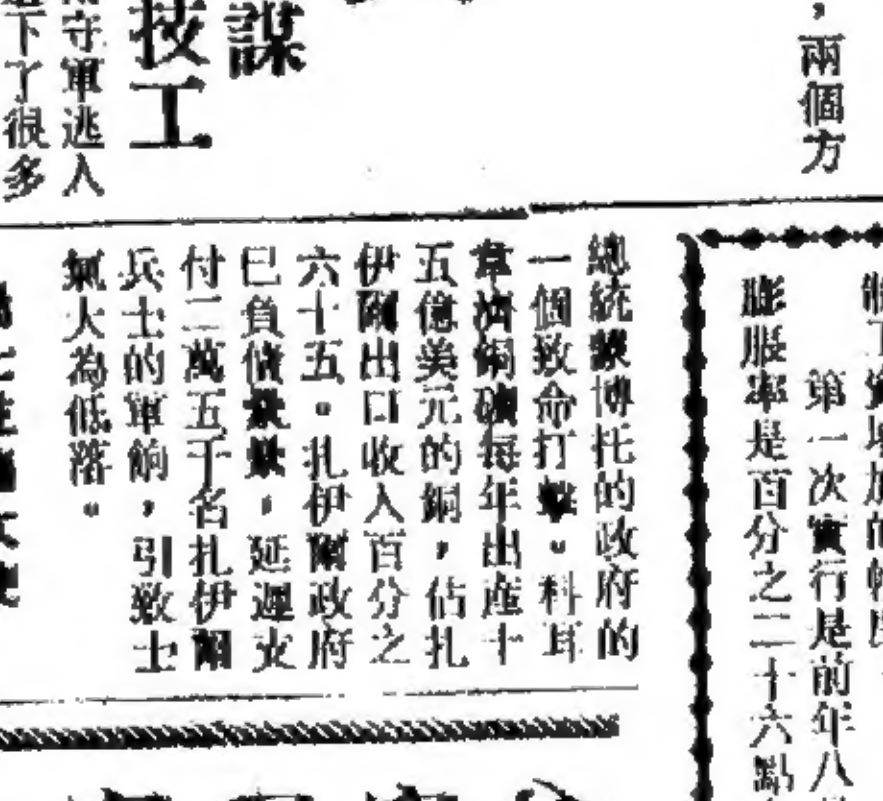 ，兩個方
謀
技工
守軍逃入
下了很多
總統蒙博托的政府的
一個致命打擊。科耳
韋濟銅礦每年出產十
五億美元的銅，佔扎
伊爾出口收入百分之
六十五。扎伊爾政府
已負債纍纍，延遲支
付二萬五千名扎伊爾
兵士的軍餉，引致士
氣大為低落。
加的
第一次實行是前年八
膨脹率是百分之二十六點